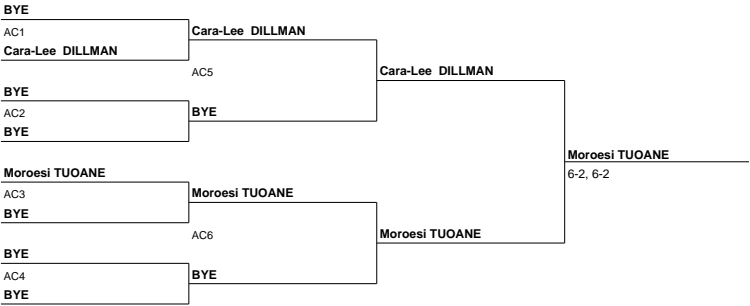 BYE
AC1
Cara-Lee DILLMAN
Cara-Lee DILLMAN
AC5
Cara-Lee DILLMAN
BYE
AC2
BYE
BYE
Moroesi TUOANE
6-2, 6-2
Moroesi TUOANE
AC3
BYE
Moroesi TUOANE
AC6
Moroesi TUOANE
BYE
AC4
BYE
BYE